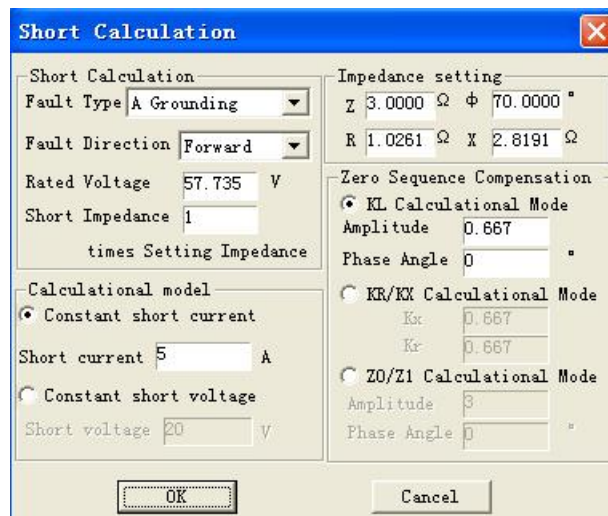 Short Calculation
Short Calculation
Fault Type A Grounding
Fault Direction Forward
Rated Voltage 57.735 V
Short Impedance 1
times Setting Impedance
Calculational model
Constant short current
Short current 5 A
Constant short voltage
Short voltage 20 V
Impedance setting
Z 3.0000 Ω Φ 70.0000 °
R 1.0261 Ω X 2.8191 Ω
Zero Sequence Compensation
KL Calculational Mode
Amplitude 0.667
Phase Angle 0 °
KR/KX Calculational Mode
Kx 0.667
Kr 0.667
Z0/Z1 Calculational Mode
Amplitude 3
Phase Angle 0 °
OK Cancel